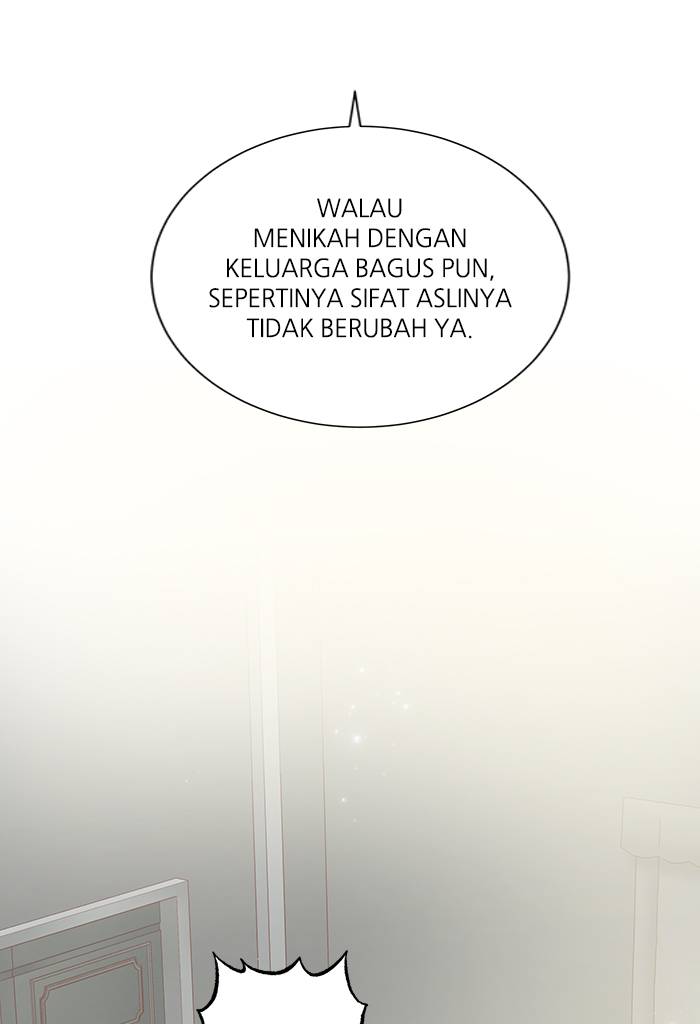 WALAU
MENIKAH DENGAN
KELUARGA BAGUS PUN,
SEPERTINYA SIFAT ASLINYA
TIDAK BERUBAH YA.